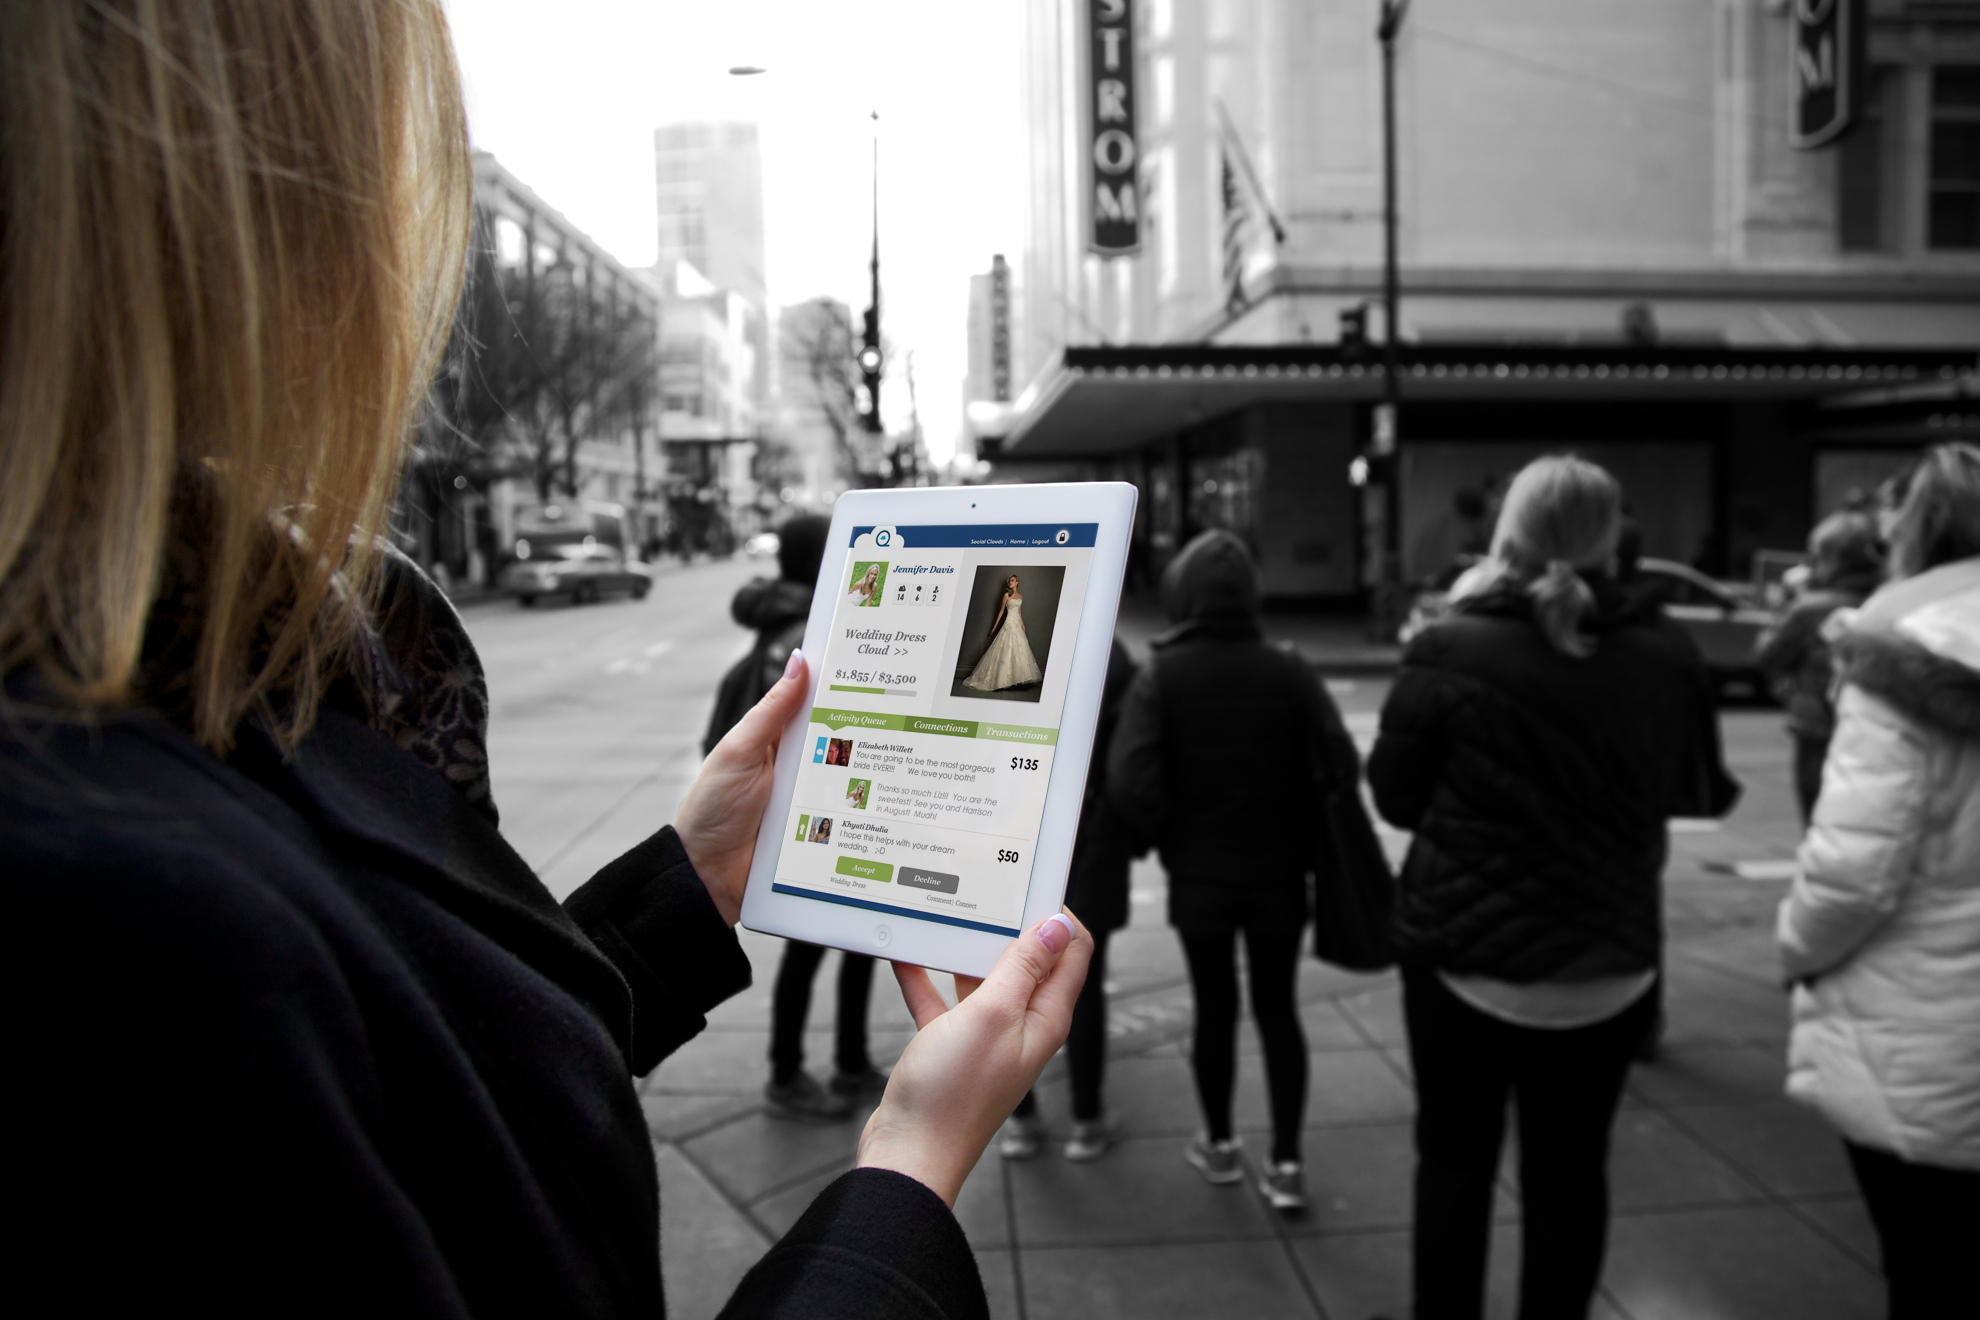 STROM
OM
Social Clouds | Home | Logout
Jennifer Davis
14 6 2
Wedding Dress
Cloud >>
$1,855 / $3,500
Activity Queue Connections Transactions
Elizabeth Willett
You are going to be the most gorgeous
bride EVER!!! We love you both!!
$135
Thanks so much Liz!!! You are the
sweetest! See you and Harrison
in August! Muah!
Khyati Dhulia
I hope this helps with your dream
wedding. :-D
$50
Accept Decline
Wedding Dress
Comment | Connect